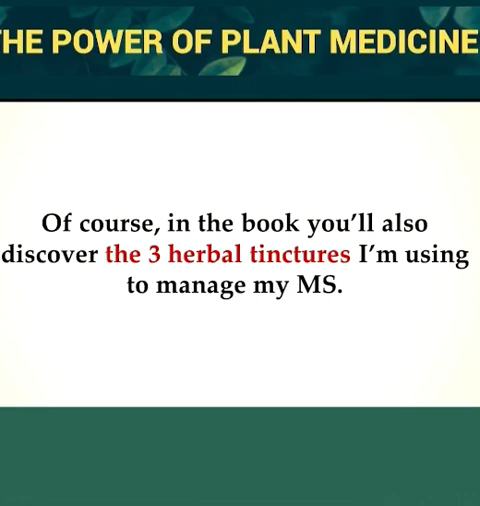 THE POWER OF PLANT MEDICINE
Of course, in the book you’ll also
discover the 3 herbal tinctures I’m using
to manage my MS.